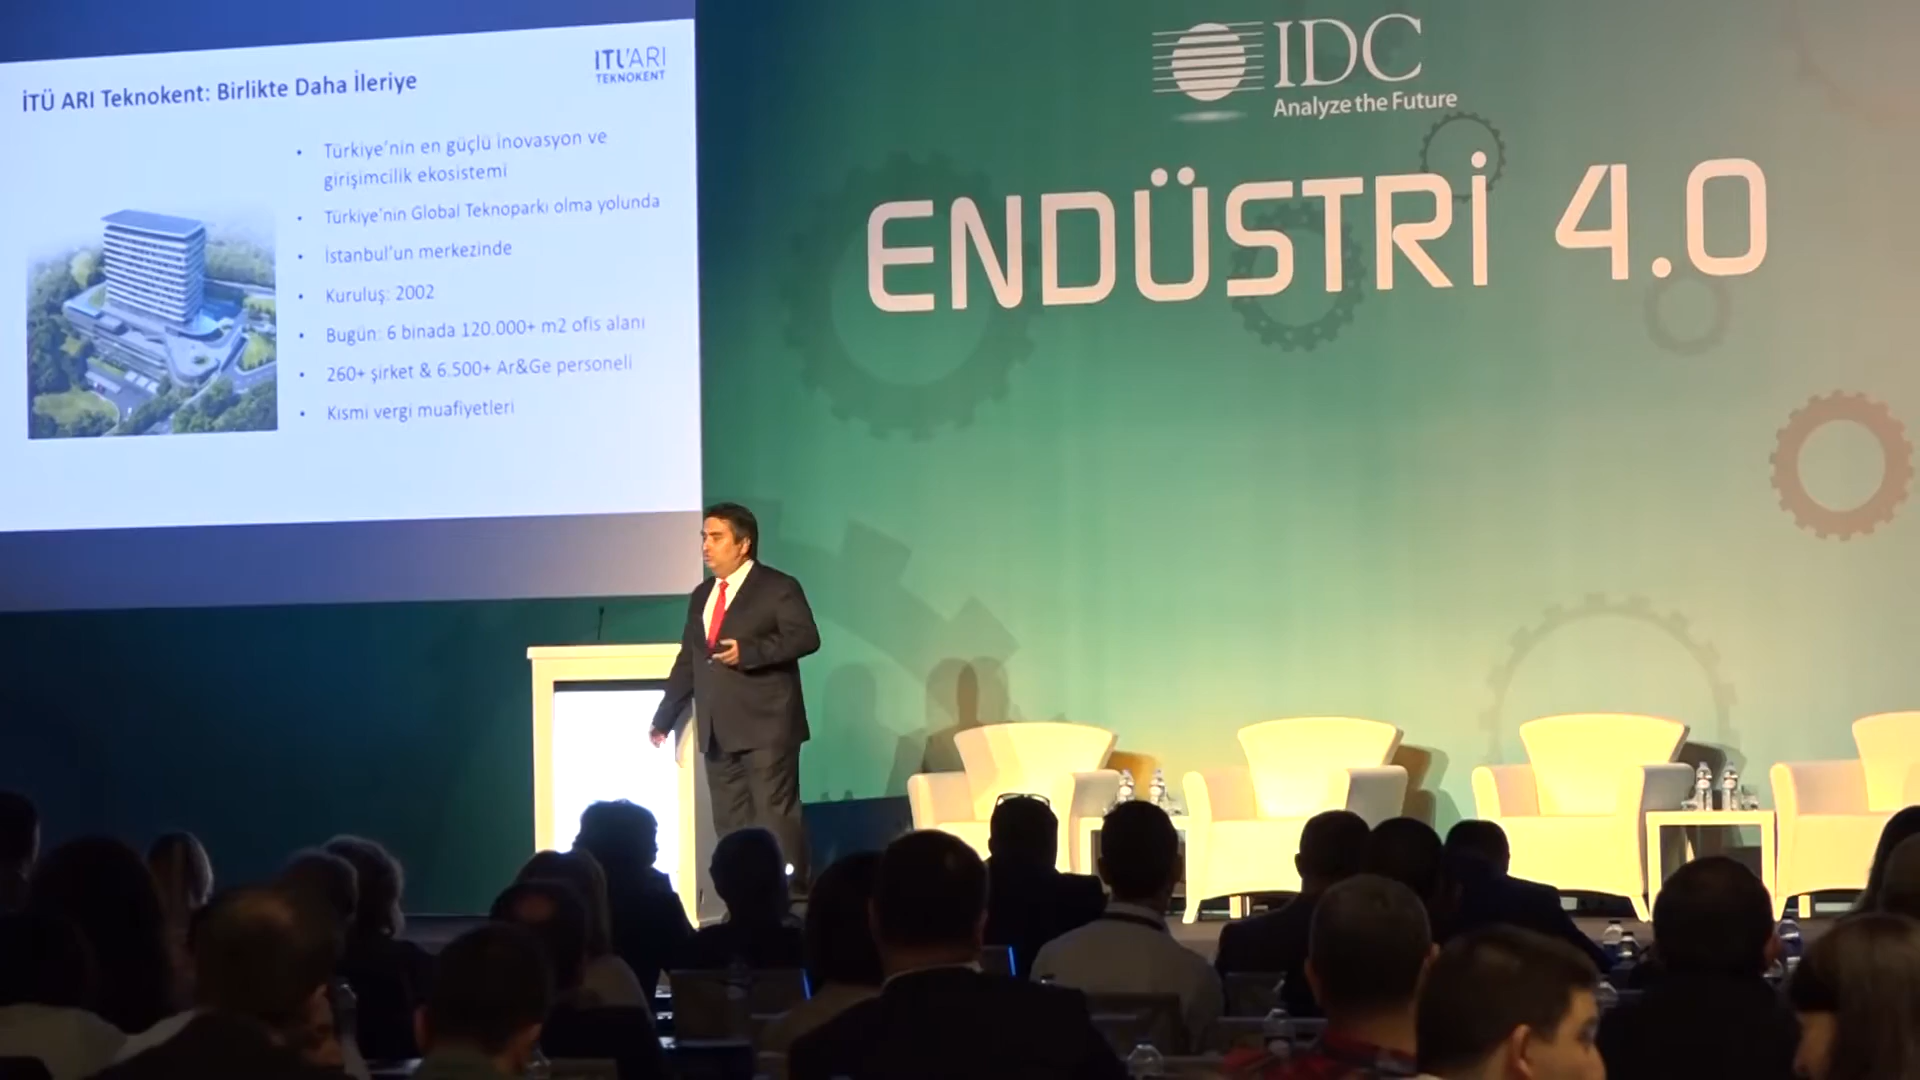 İTÜ ARI Teknokent: Birlikte Daha İleriye
İTÜ ARI
TEKNOKENT
• Türkiye'nin en güçlü inovasyon ve
girişimcilik ekosistemi
• Türkiye'nin Global Teknoparkı olma yolunda
• İstanbul'un merkezinde
• Kuruluş: 2002
• Bugün: 6 binada 120.000+ m2 ofis alanı
• 260+ şirket & 6.500+ Ar&Ge personeli
• Kısmi vergi muafiyetleri
IDC
Analyze the Future
ENDÜSTRİ 4.0